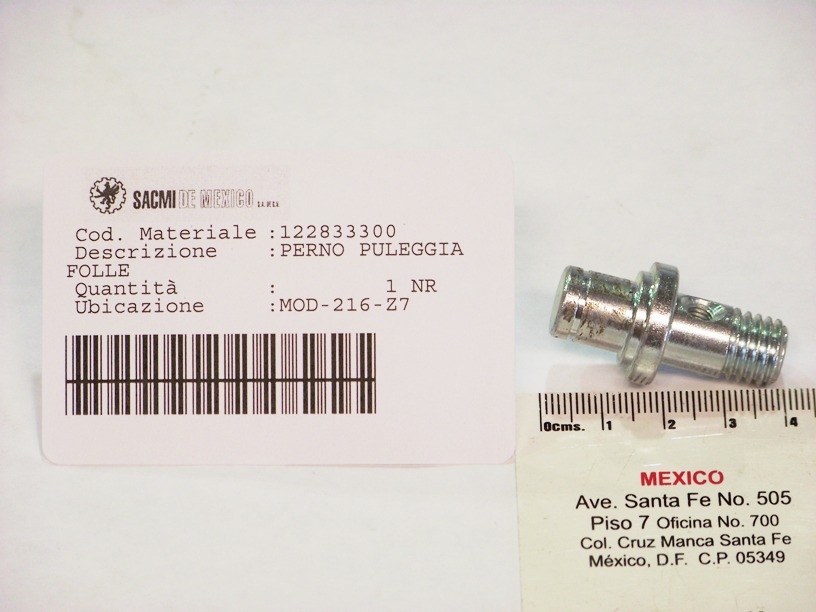 SACMI DE MEXICO S.A. DE C.V.
Cod. Materiale :122833300
Descrizione :PERNO PULEGGIA
FOLLE
Quantità : 1 NR
Ubicazione :MOD-216-Z7
0cms. 1 2 3 4
MEXICO
Ave. Santa Fe No. 505
Piso 7 Oficina No. 700
Col. Cruz Manca Santa Fe
México, D.F. C.P. 05349